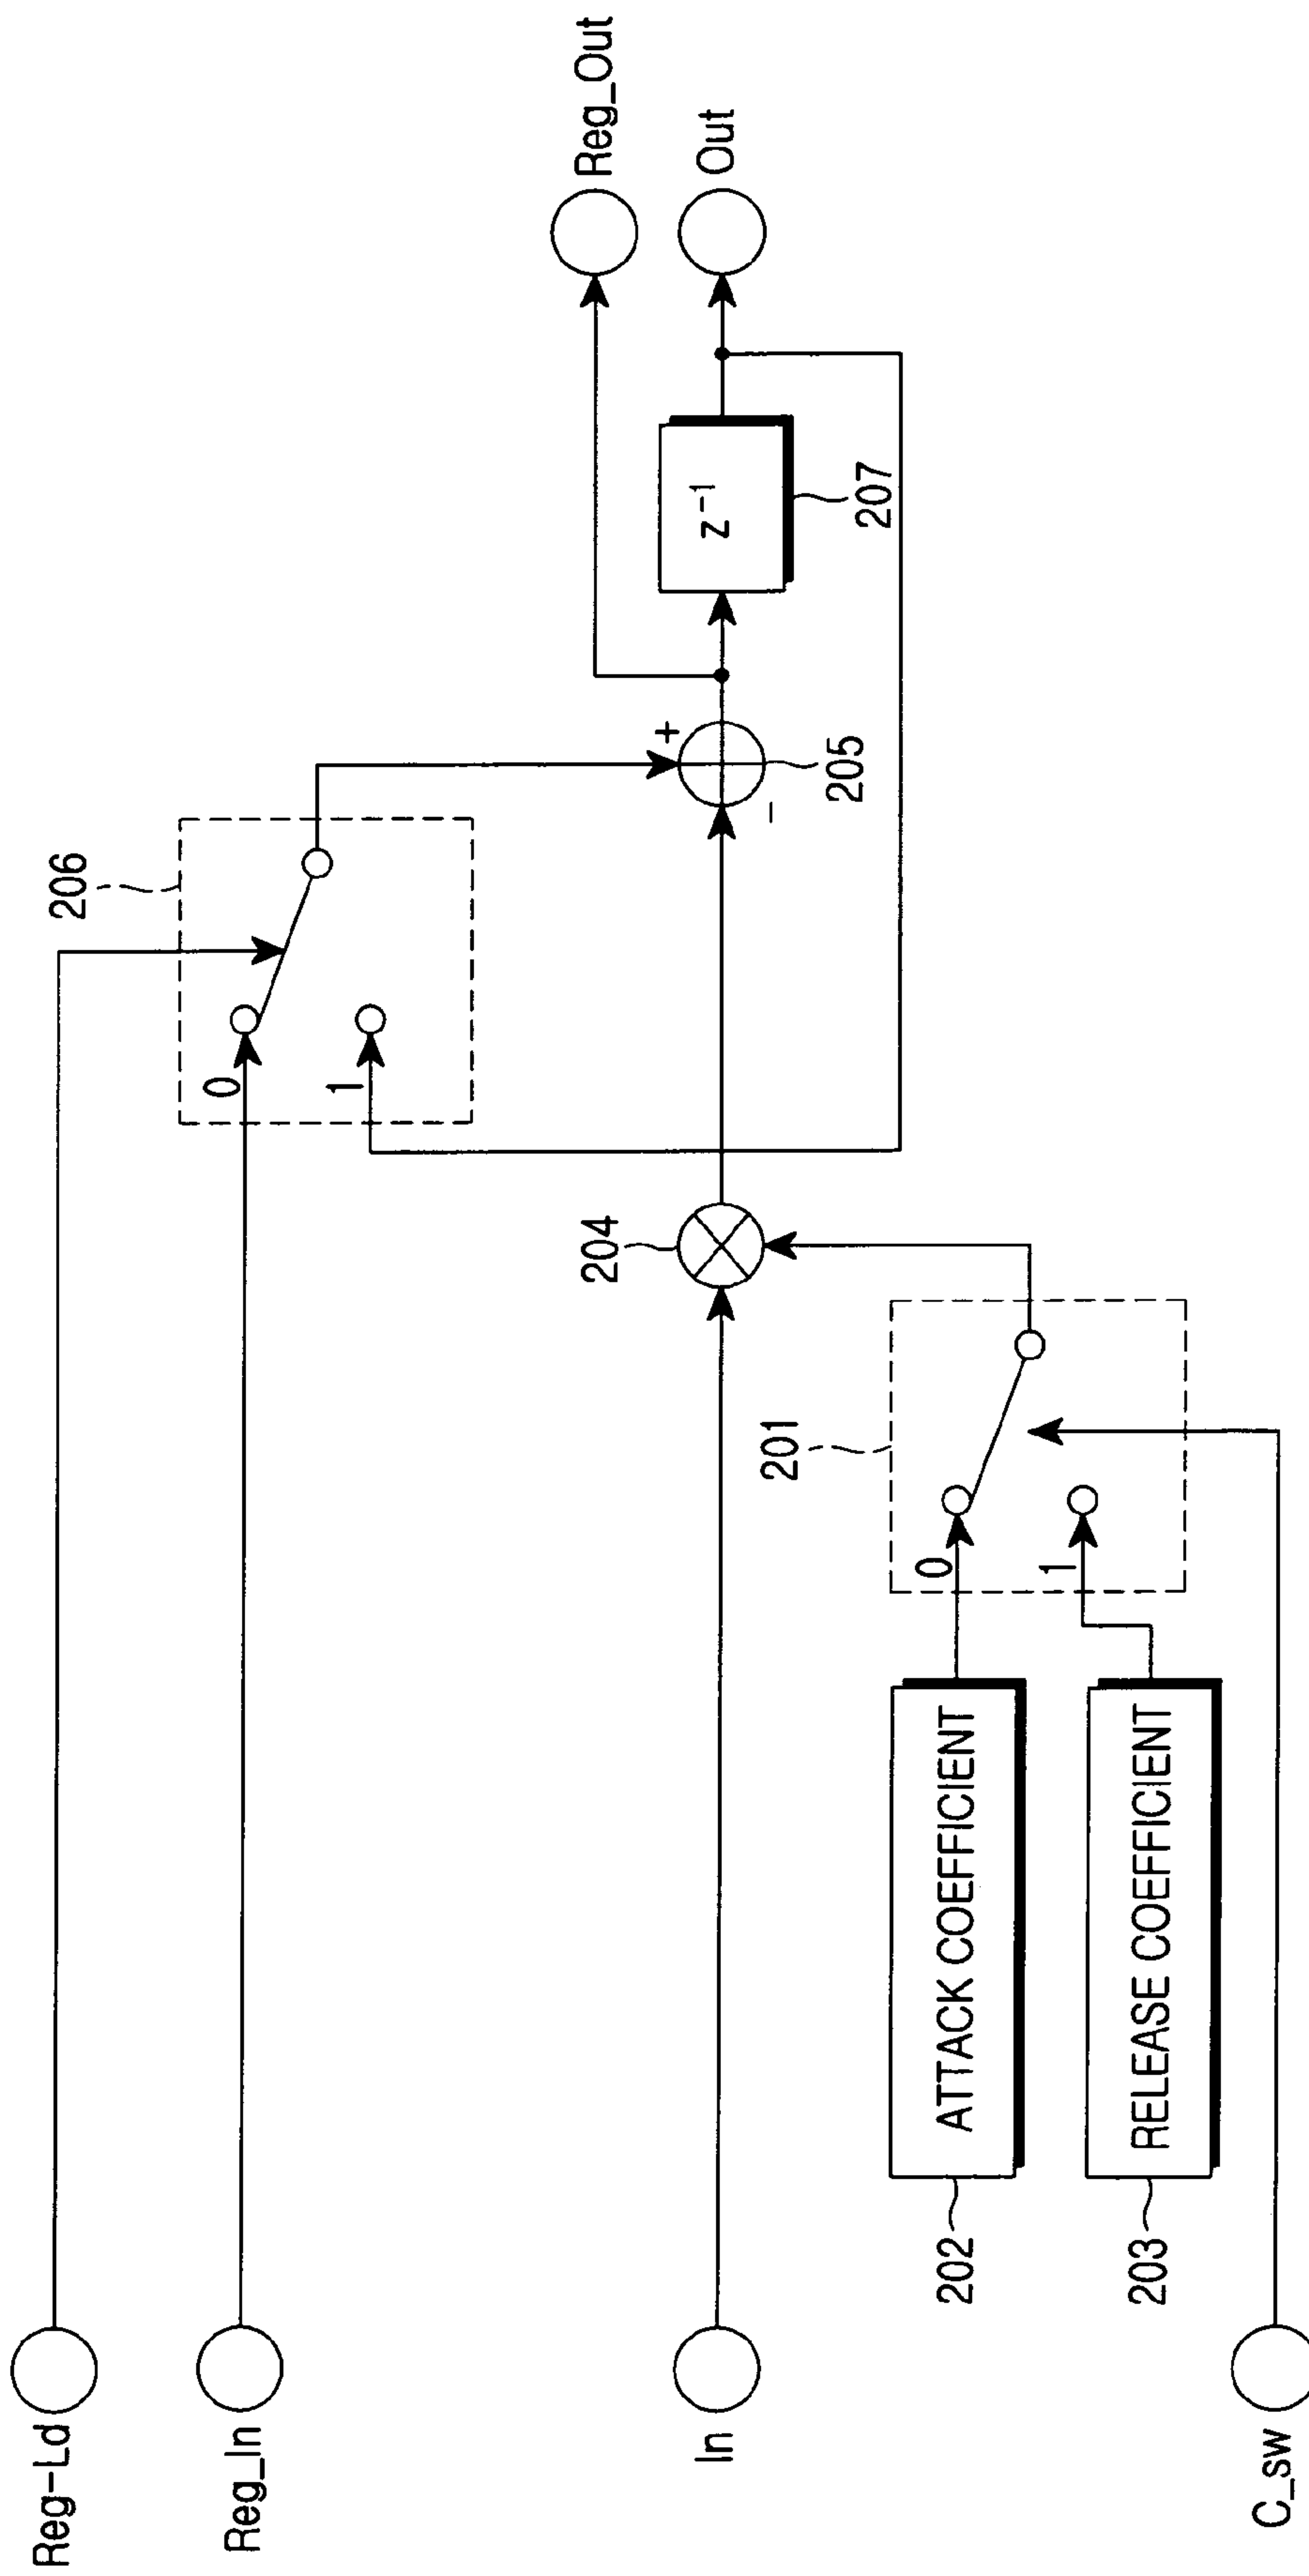 Reg-Ld
Reg_In
In
C_sw
206
0
1
204
201
0
1
202
ATTACK COEFFICIENT
203
RELEASE COEFFICIENT
+
-
205
z⁻¹
207
Reg_Out
Out